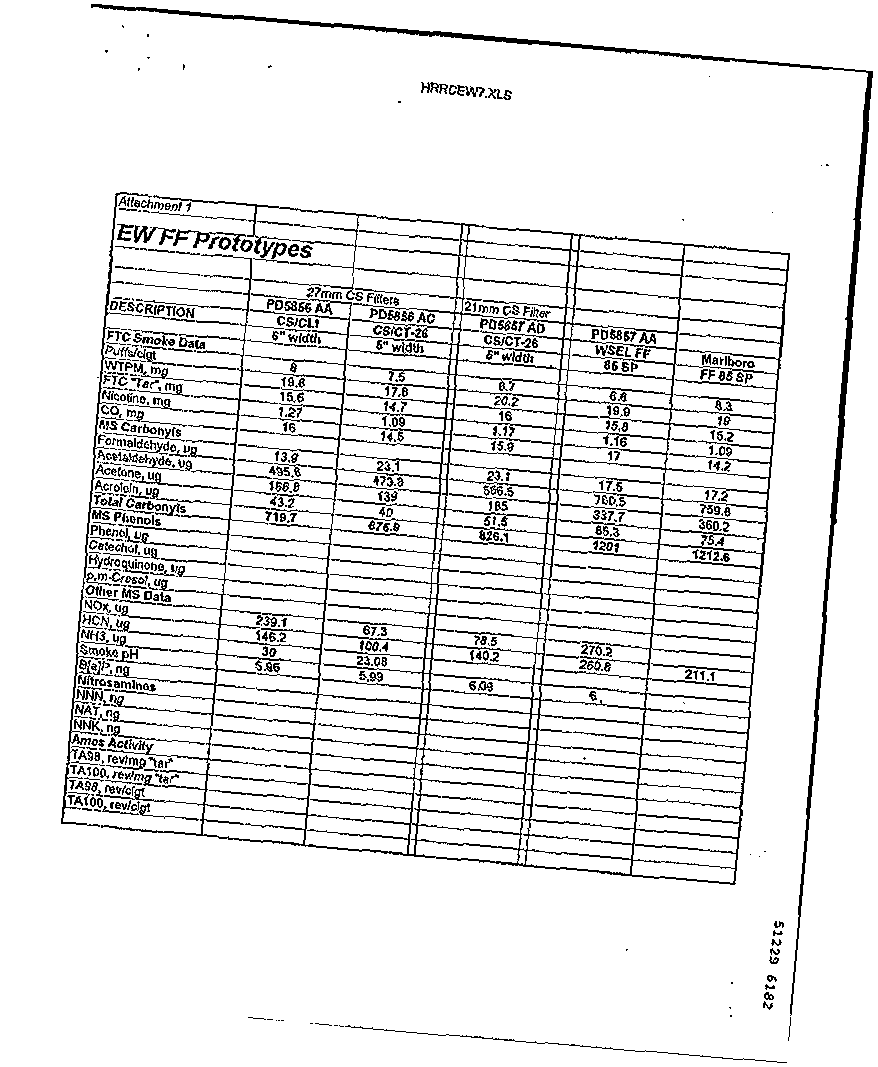 HRRCEW7.XLS
Attachment 1
EW FF Prototypes
27mm CS Filters 21mm CS Filter
DESCRIPTION PD5856 AA PD5856 AC PD5857 AD PD5857 AA Marlboro
CS/CL1 CS/CT-26 CS/CT-26 WSEL FF FF 85 SP
6" width 5" width 5" width 85 SP
FTC Smoke Data
Puffs/cigt 8 7.5 8.7 6.8 8.3
WTPM, mg 19.6 17.8 20.2 19.9 19
FTC "Tar", mg 15.6 14.7 16 15.8 15.2
Nicotine, mg 1.27 1.09 1.17 1.16 1.09
CO, mg 16 14.5 15.9 17 14.2
MS Carbonyls
Formaldehyde, ug 13.9 23.1 23.1 17.5 17.2
Acetaldehyde, ug 495.6 473.8 566.5 760.5 759.8
Acetone, ug 166.8 139 185 337.7 360.2
Acrolein, ug 43.2 40 51.5 85.3 75.4
Total Carbonyls 719.7 675.9 826.1 1201 1212.6
MS Phenols
Phenol, ug
Catechol, ug
Hydroquinone, ug
p,m-Cresol, ug
Other MS Data
NOx, ug 239.1 67.3 78.5 270.2
HCN, ug 146.2 100.4 140.2 260.8 211.1
NH3, ug 30 23.08
Smoke pH 5.96 5.99 6.03 6.
B(a)P, ng
Nitrosamines
NNN, ng
NAT, ng
NNK, ng
Ames Activity
TA98, rev/mg "tar"
TA100, rev/mg "tar"
TA98, rev/cigt
TA100, rev/cigt
51229 6182